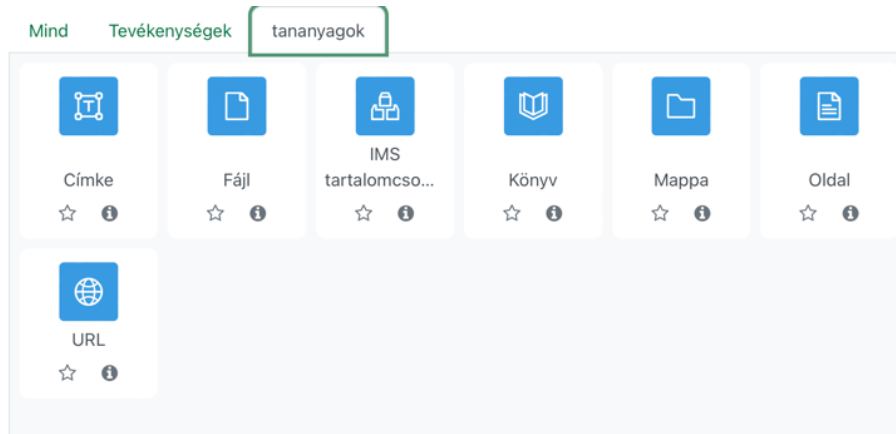 Mind Tevékenységek tananyagok
Címke Fájl IMS tartalomcso... Könyv Mappa Oldal
URL